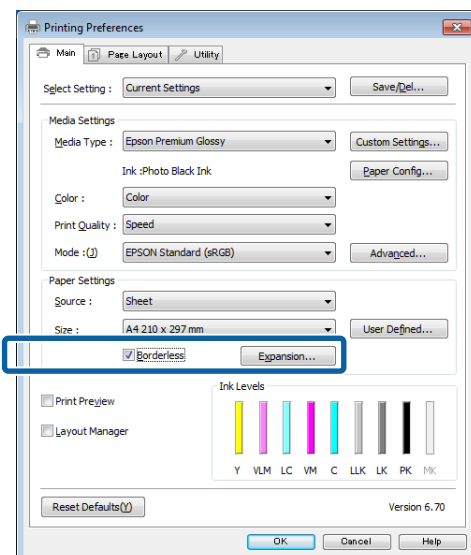 Printing Preferences
Main Page Layout Utility
Select Setting : Current Settings Save/Del...
Media Settings
Media Type : Epson Premium Glossy Custom Settings...
Ink :Photo Black Ink Paper Config...
Color : Color
Print Quality : Speed
Mode :(J) EPSON Standard (sRGB) Advanced...
Paper Settings
Source : Sheet
Size : A4 210 x 297 mm User Defined...
Borderless Expansion...
Print Preview Ink Levels
Layout Manager
Y VLM LC VM C LLK LK PK MK
Reset Defaults(Y) Version 6.70
OK Cancel Help